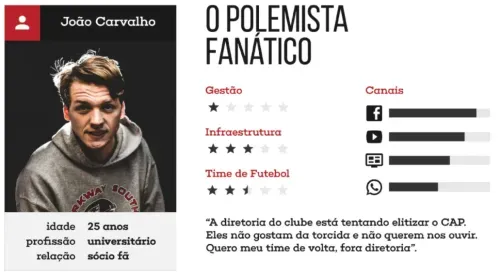 João Carvalho
O POLEMISTA
FANÁTICO
Gestão
Canais
Infraestrutura
Time de Futebol
idade 25 anos
profissão universitário
relação sócio fã
“A diretoria do clube está tentando elitizar o CAP.
Eles não gostam da torcida e não querem nos ouvir.
Quero meu time de volta, fora diretoria”.